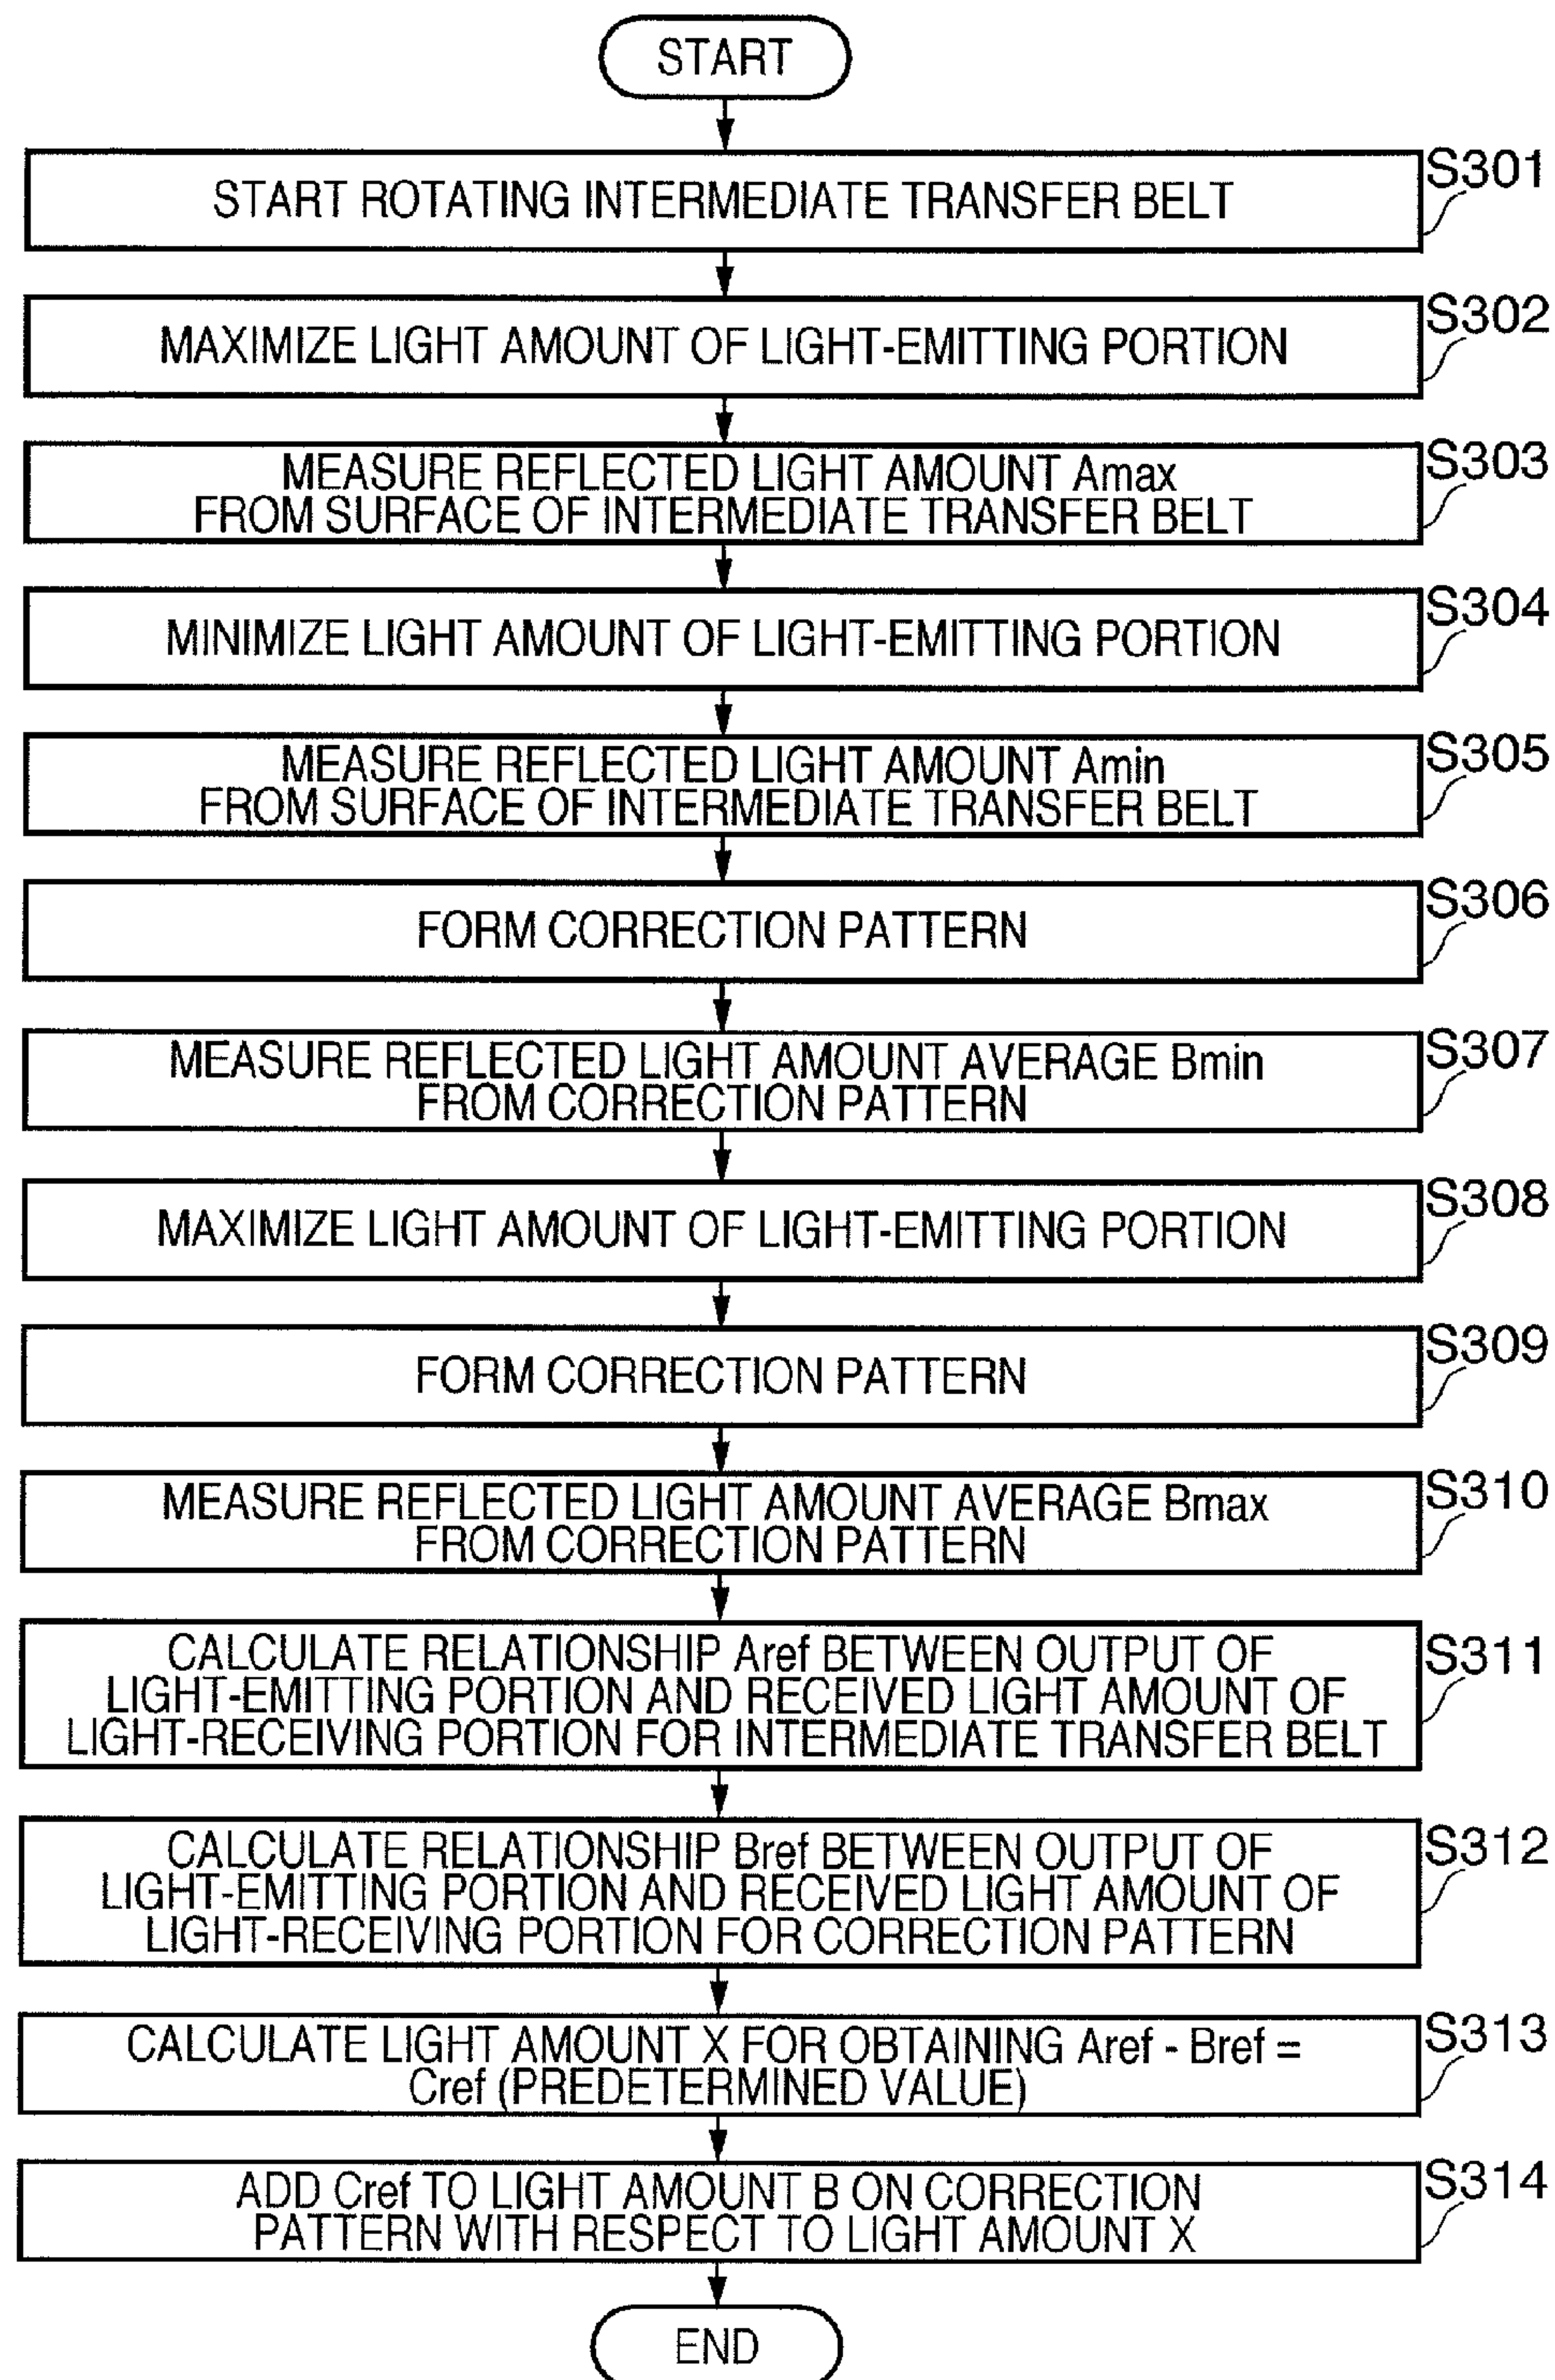 START
START ROTATING INTERMEDIATE TRANSFER BELT
S301
MAXIMIZE LIGHT AMOUNT OF LIGHT-EMITTING PORTION
S302
MEASURE REFLECTED LIGHT AMOUNT Amax
FROM SURFACE OF INTERMEDIATE TRANSFER BELT
S303
MINIMIZE LIGHT AMOUNT OF LIGHT-EMITTING PORTION
S304
MEASURE REFLECTED LIGHT AMOUNT Amin
FROM SURFACE OF INTERMEDIATE TRANSFER BELT
S305
FORM CORRECTION PATTERN
S306
MEASURE REFLECTED LIGHT AMOUNT AVERAGE Bmin
FROM CORRECTION PATTERN
S307
MAXIMIZE LIGHT AMOUNT OF LIGHT-EMITTING PORTION
S308
FORM CORRECTION PATTERN
S309
MEASURE REFLECTED LIGHT AMOUNT AVERAGE Bmax
FROM CORRECTION PATTERN
S310
CALCULATE RELATIONSHIP Aref BETWEEN OUTPUT OF
LIGHT-EMITTING PORTION AND RECEIVED LIGHT AMOUNT OF
LIGHT-RECEIVING PORTION FOR INTERMEDIATE TRANSFER BELT
S311
CALCULATE RELATIONSHIP Bref BETWEEN OUTPUT OF
LIGHT-EMITTING PORTION AND RECEIVED LIGHT AMOUNT OF
LIGHT-RECEIVING PORTION FOR CORRECTION PATTERN
S312
CALCULATE LIGHT AMOUNT X FOR OBTAINING Aref - Bref =
Cref (PREDETERMINED VALUE)
S313
ADD Cref TO LIGHT AMOUNT B ON CORRECTION
PATTERN WITH RESPECT TO LIGHT AMOUNT X
S314
END